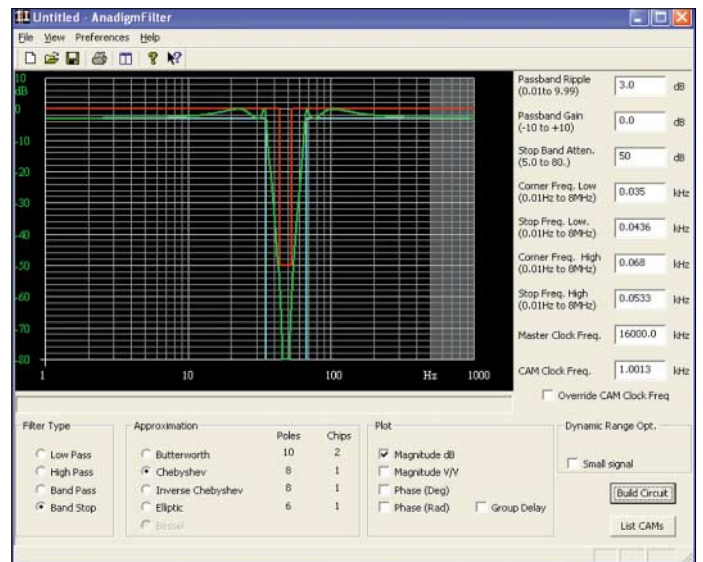 Untitled - AnadigmFilter
File View Preferences Help
10
dB
0
-10
-20
-30
-40
-50
-60
-70
-80
1 10 100 Hz 1000
Passband Ripple
(0.01to 9.99) 3.0 dB
Passband Gain
(-10 to +10) 0.0 dB
Stop Band Atten.
(5.0 to 80.) 50 dB
Corner Freq. Low
(0.01Hz to 8MHz) 0.035 kHz
Stop Freq. Low.
(0.01Hz to 8MHz) 0.0436 kHz
Corner Freq. High
(0.01Hz to 8MHz) 0.068 kHz
Stop Freq. High
(0.01Hz to 8MHz) 0.0533 kHz
Master Clock Freq. 16000.0 kHz
CAM Clock Freq. 1.0013 kHz
Override CAM Clock Freq
Filter Type
Low Pass
High Pass
Band Pass
Band Stop
Approximation
Poles Chips
Butterworth 10 2
Chebyshev 8 1
Inverse Chebyshev 8 1
Elliptic 6 1
Bessel
Plot
Magnitude dB
Magnitude V/V
Phase (Deg)
Phase (Rad) Group Delay
Dynamic Range Opt.
Small signal
Build Circuit
List CAMs